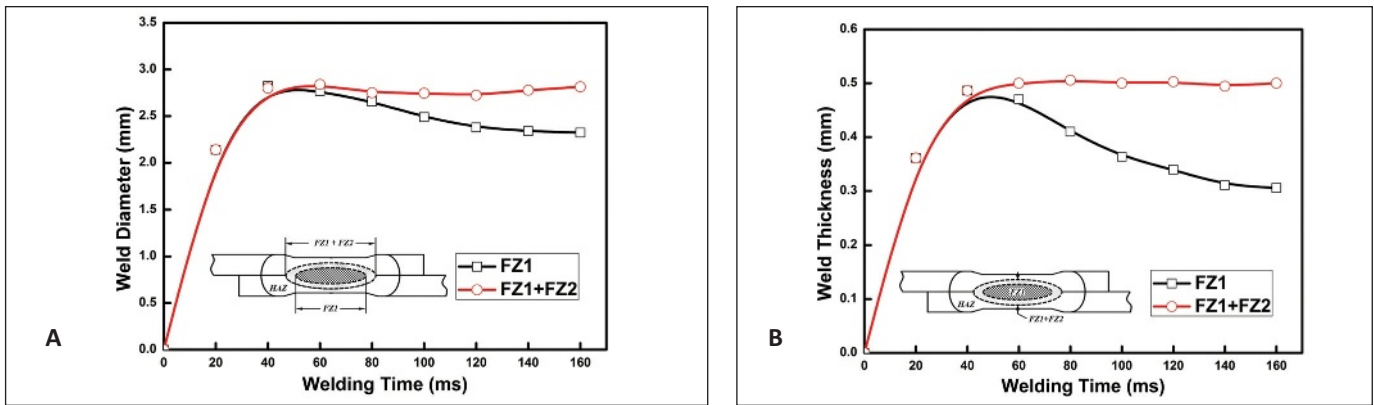 3.5
3.0
2.5
2.0
1.5
1.0
0.5
0.0
Weld Diameter (mm)
0 20 40 60 80 100 120 140 160
Welding Time (ms)
FZ1 + FZ2
HAZ
FZ1
FZ1
FZ1+FZ2
A
0.6
0.5
0.4
0.3
0.2
0.1
0.0
Weld Thickness (mm)
0 20 40 60 80 100 120 140 160
Welding Time (ms)
HAZ
FZ1
FZ1+FZ2
FZ1
FZ1+FZ2
B